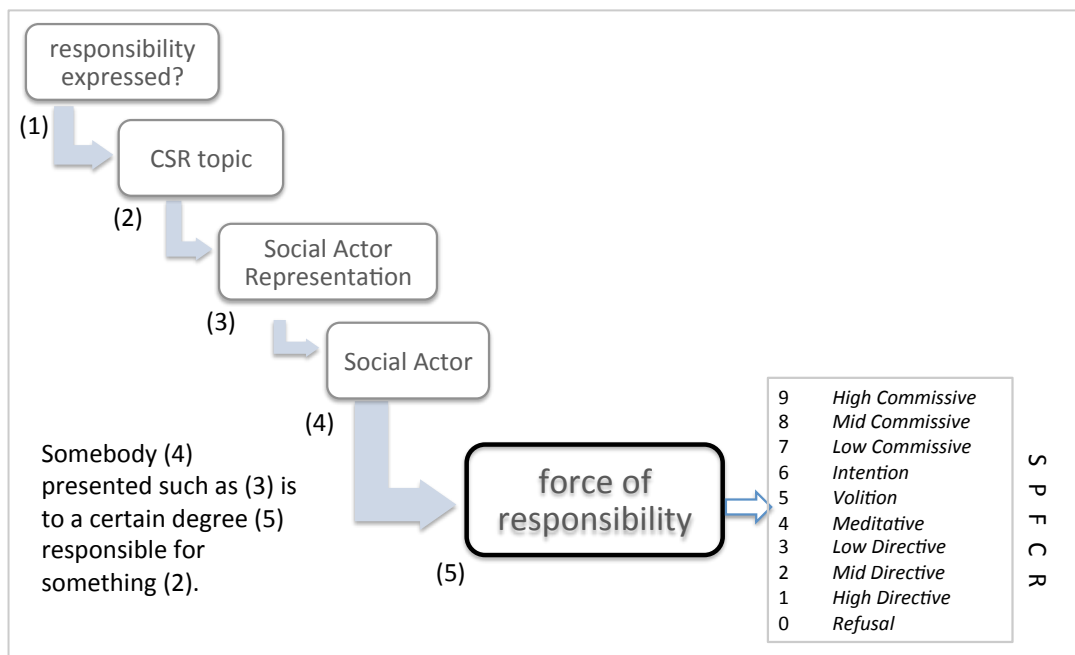 responsibility
expressed?
(1)
CSR topic
(2)
Social Actor
Representation
(3)
Social Actor
(4)
Somebody (4)
presented such as (3) is
to a certain degree (5)
responsible for
something (2).
force of
responsibility
(5)
9 High Commissive
8 Mid Commissive
7 Low Commissive
6 Intention
5 Volition
4 Meditative
3 Low Directive
2 Mid Directive
1 High Directive
0 Refusal
S P F C R